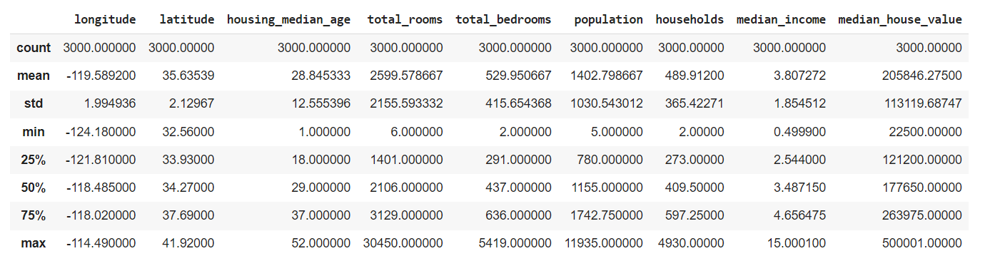 longitude latitude housing_median_age total_rooms total_bedrooms population households median_income median_house_value
count 3000.000000 3000.00000 3000.000000 3000.000000 3000.000000 3000.000000 3000.00000 3000.000000 3000.00000
mean -119.589200 35.63539 28.845333 2599.578667 529.950667 1402.798667 489.91200 3.807272 205846.27500
std 1.994936 2.12967 12.555396 2155.593332 415.654368 1030.543012 365.42271 1.854512 113119.68747
min -124.180000 32.56000 1.000000 6.000000 2.000000 5.000000 2.00000 0.499900 22500.00000
25% -121.810000 33.93000 18.000000 1401.000000 291.000000 780.000000 273.00000 2.544000 121200.00000
50% -118.485000 34.27000 29.000000 2106.000000 437.000000 1155.000000 409.50000 3.487150 177650.00000
75% -118.020000 37.69000 37.000000 3129.000000 636.000000 1742.750000 597.25000 4.656475 263975.00000
max -114.490000 41.92000 52.000000 30450.000000 5419.000000 11935.000000 4930.00000 15.000100 500001.00000